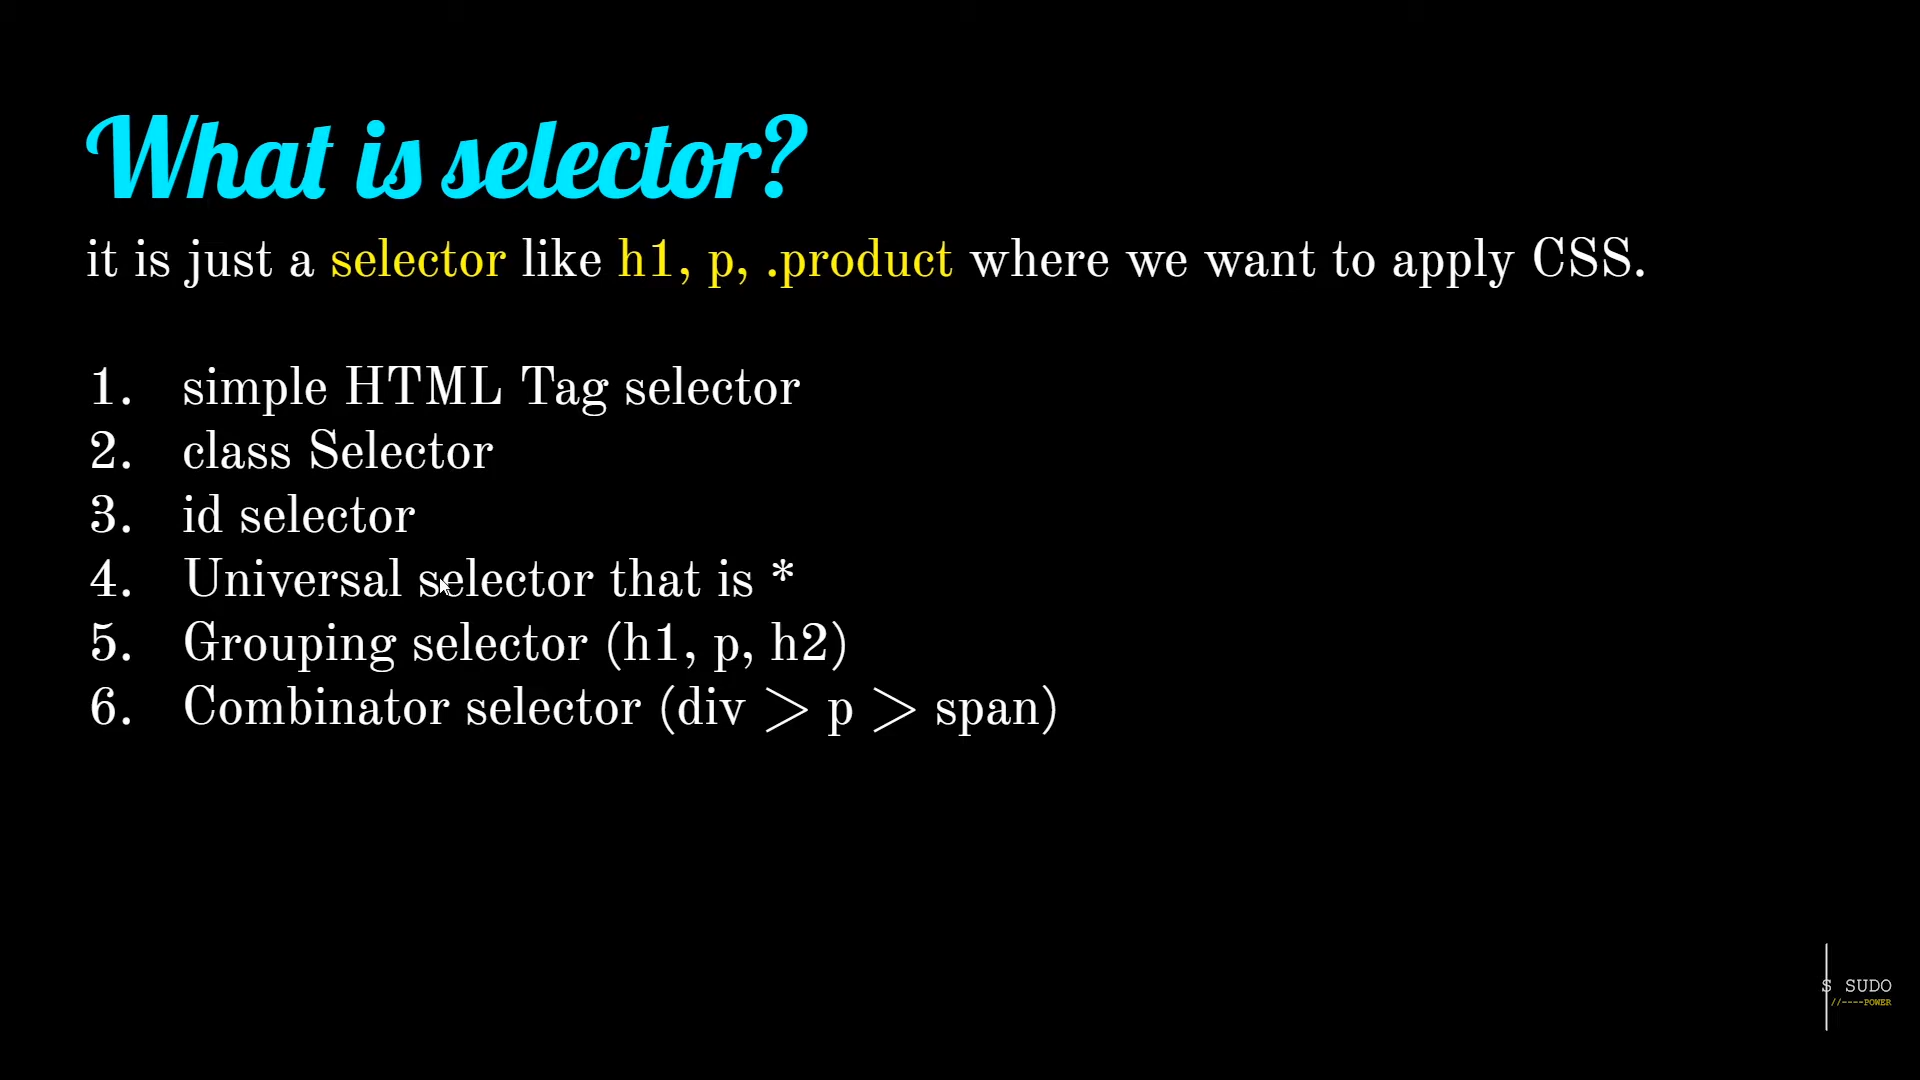 What is selector?
it is just a selector like h1, p, .product where we want to apply CSS.
1. simple HTML Tag selector
2. class Selector
3. id selector
4. Universal selector that is *
5. Grouping selector (h1, p, h2)
6. Combinator selector (div > p > span)
S SUDO
//----POWER